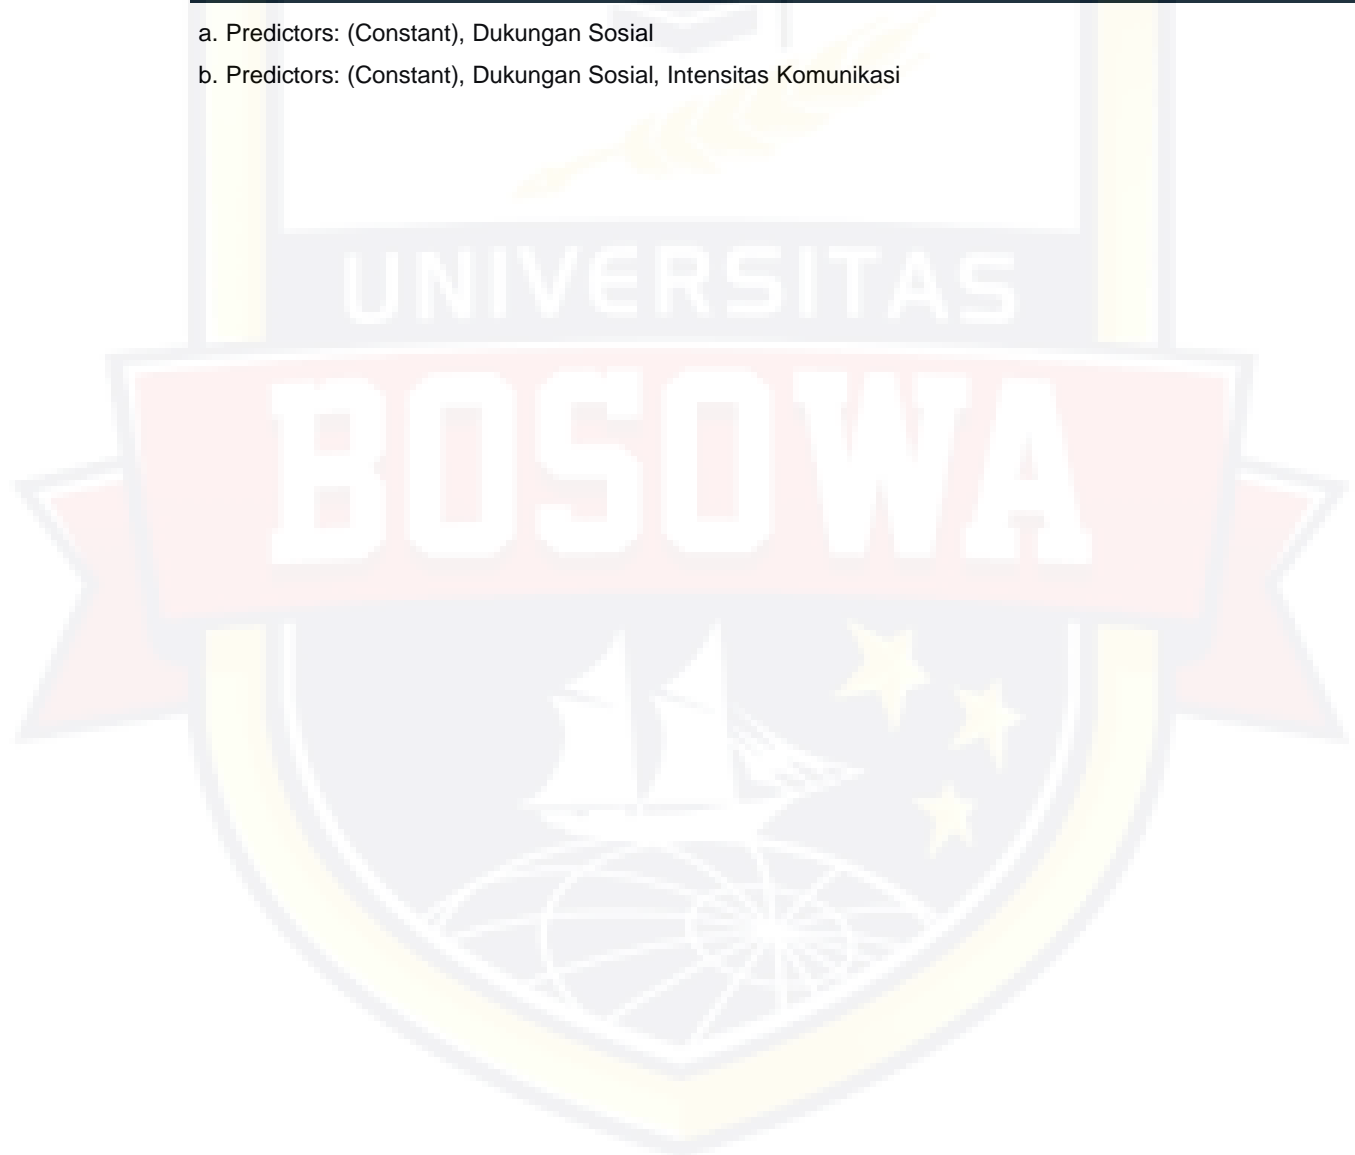 a. Predictors: (Constant), Dukungan Sosial
b. Predictors: (Constant), Dukungan Sosial, Intensitas Komunikasi
UNIVERSITAS
BOSOWA